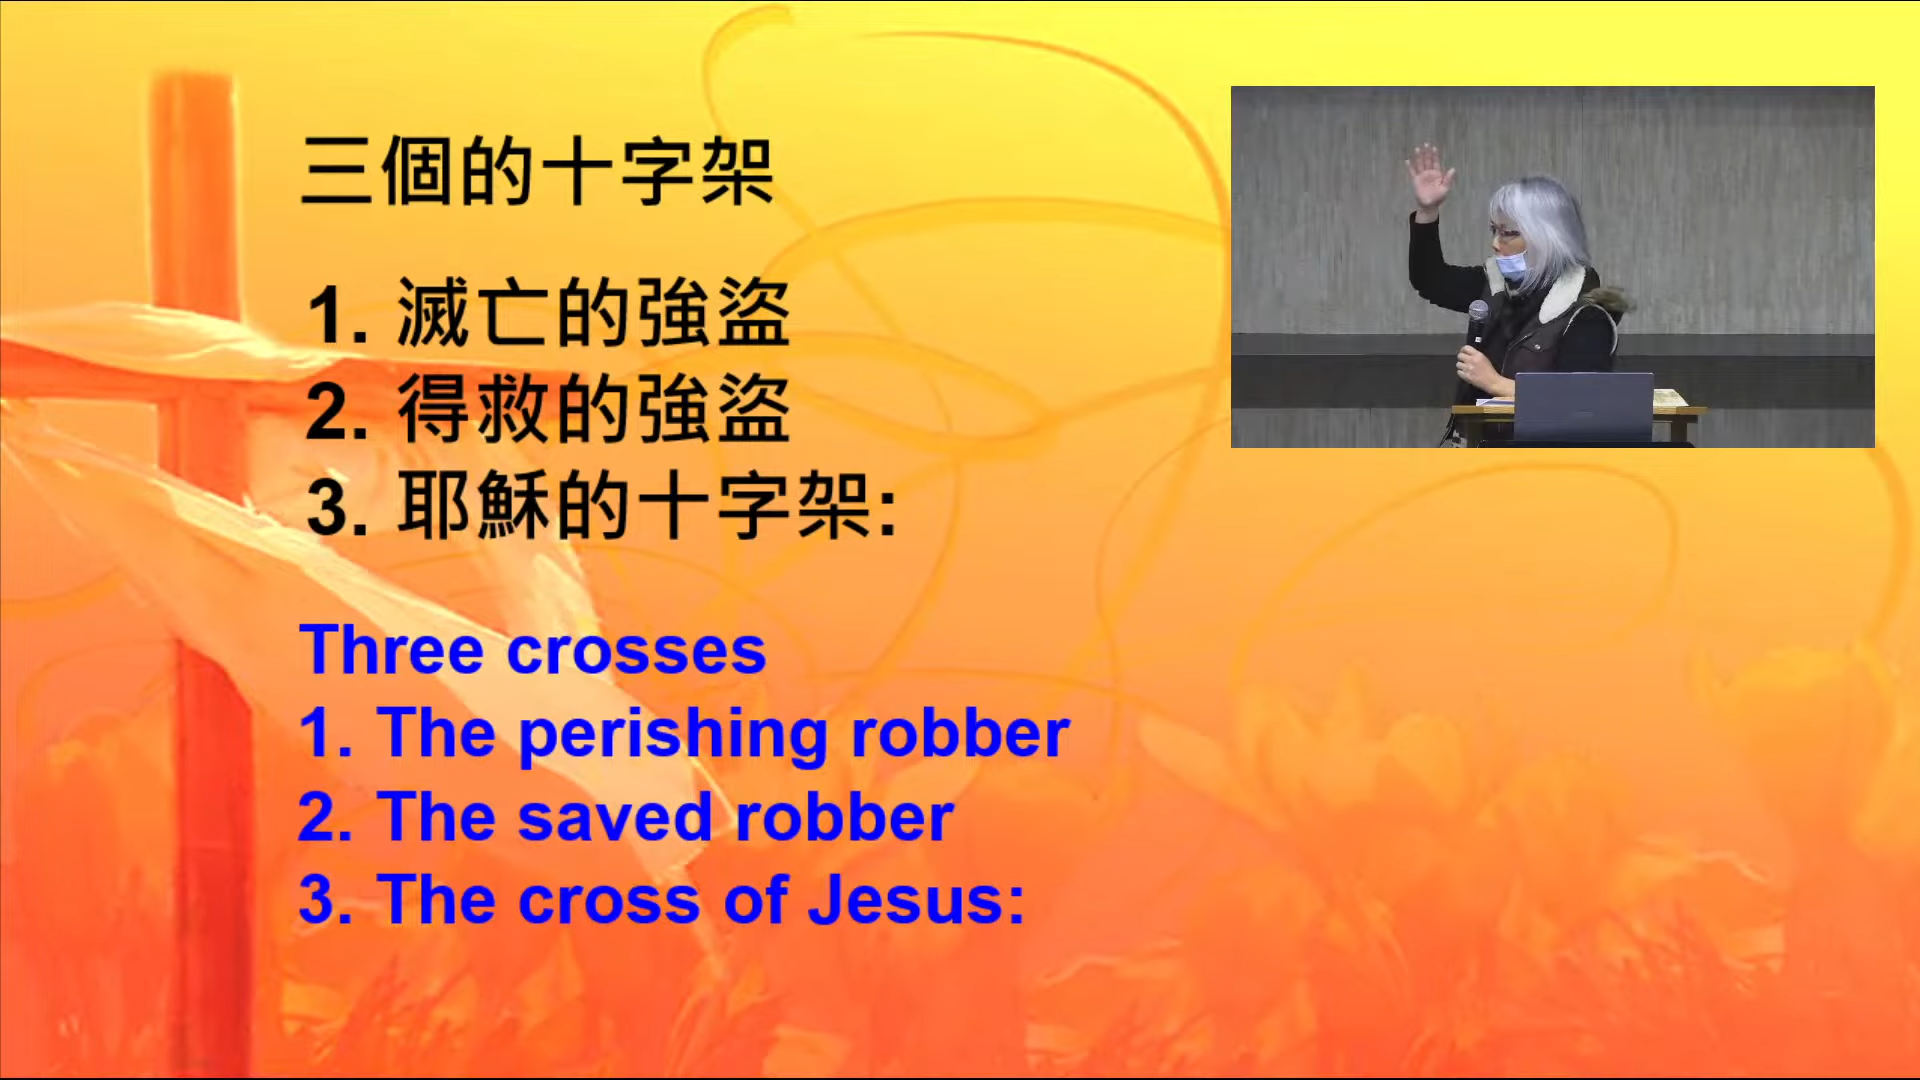 三個的十字架
1. 滅亡的強盜
2. 得救的強盜
3. 耶穌的十字架:
Three crosses
1. The perishing robber
2. The saved robber
3. The cross of Jesus: